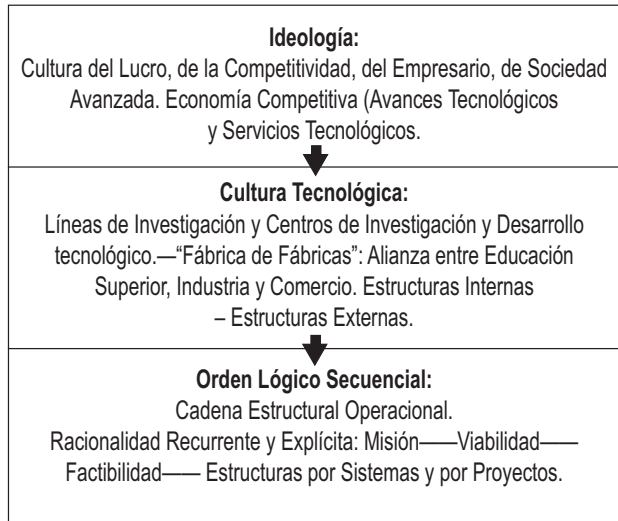 Ideología:
Cultura del Lucro, de la Competitividad, del Empresario, de Sociedad
Avanzada. Economía Competitiva (Avances Tecnológicos
y Servicios Tecnológicos.
Cultura Tecnológica:
Líneas de Investigación y Centros de Investigación y Desarrollo
tecnológico.—“Fábrica de Fábricas”: Alianza entre Educación
Superior, Industria y Comercio. Estructuras Internas
– Estructuras Externas.
Orden Lógico Secuencial:
Cadena Estructural Operacional.
Racionalidad Recurrente y Explícita: Misión——Viabilidad——
Factibilidad—— Estructuras por Sistemas y por Proyectos.